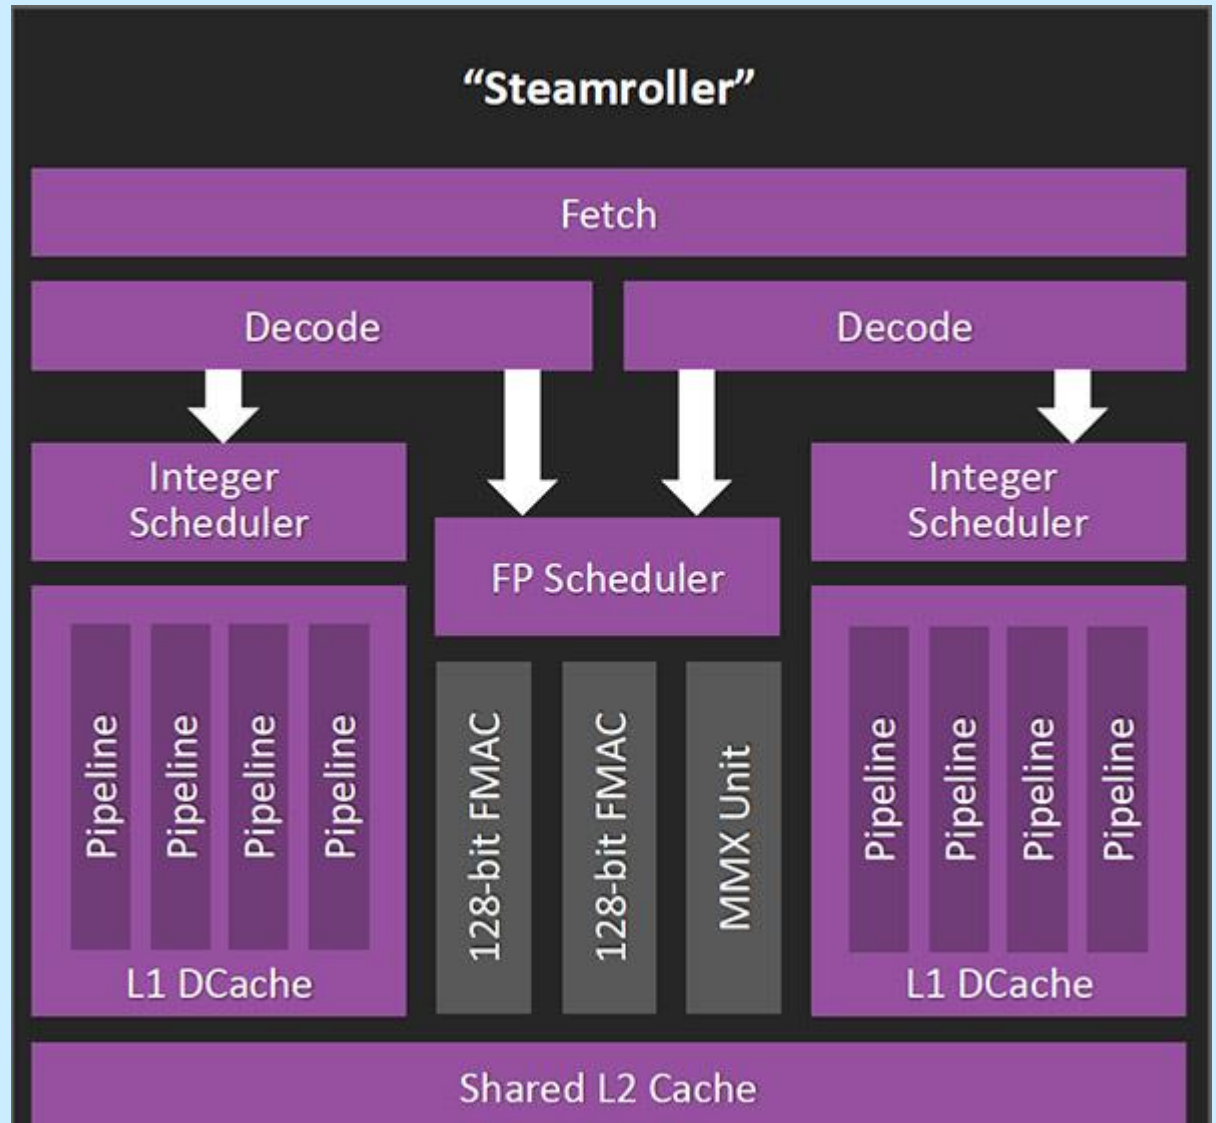 “Steamroller”
Fetch
Decode
Decode
Integer
Scheduler
Integer
Scheduler
FP Scheduler
Pipeline
Pipeline
Pipeline
Pipeline
L1 DCache
128-bit FMAC
128-bit FMAC
MMX Unit
Pipeline
Pipeline
Pipeline
Pipeline
L1 DCache
Shared L2 Cache